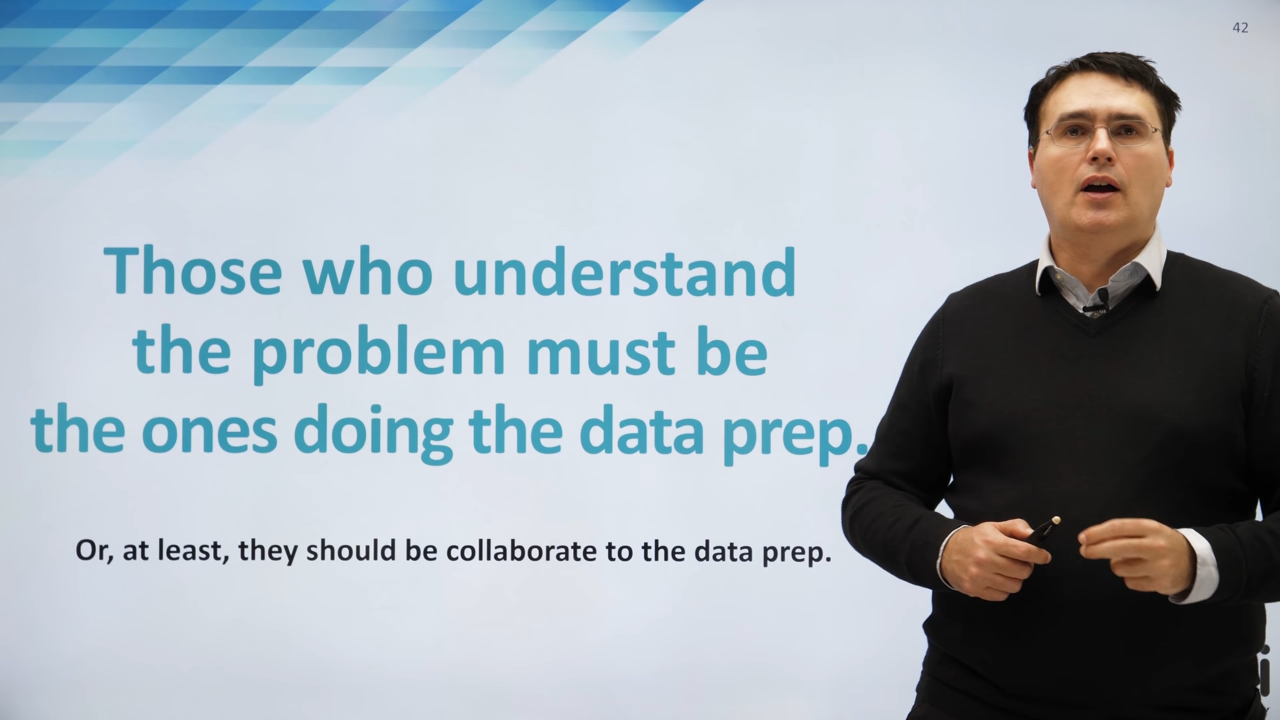 42
Those who understand
the problem must be
the ones doing the data prep.
Or, at least, they should be collaborate to the data prep.